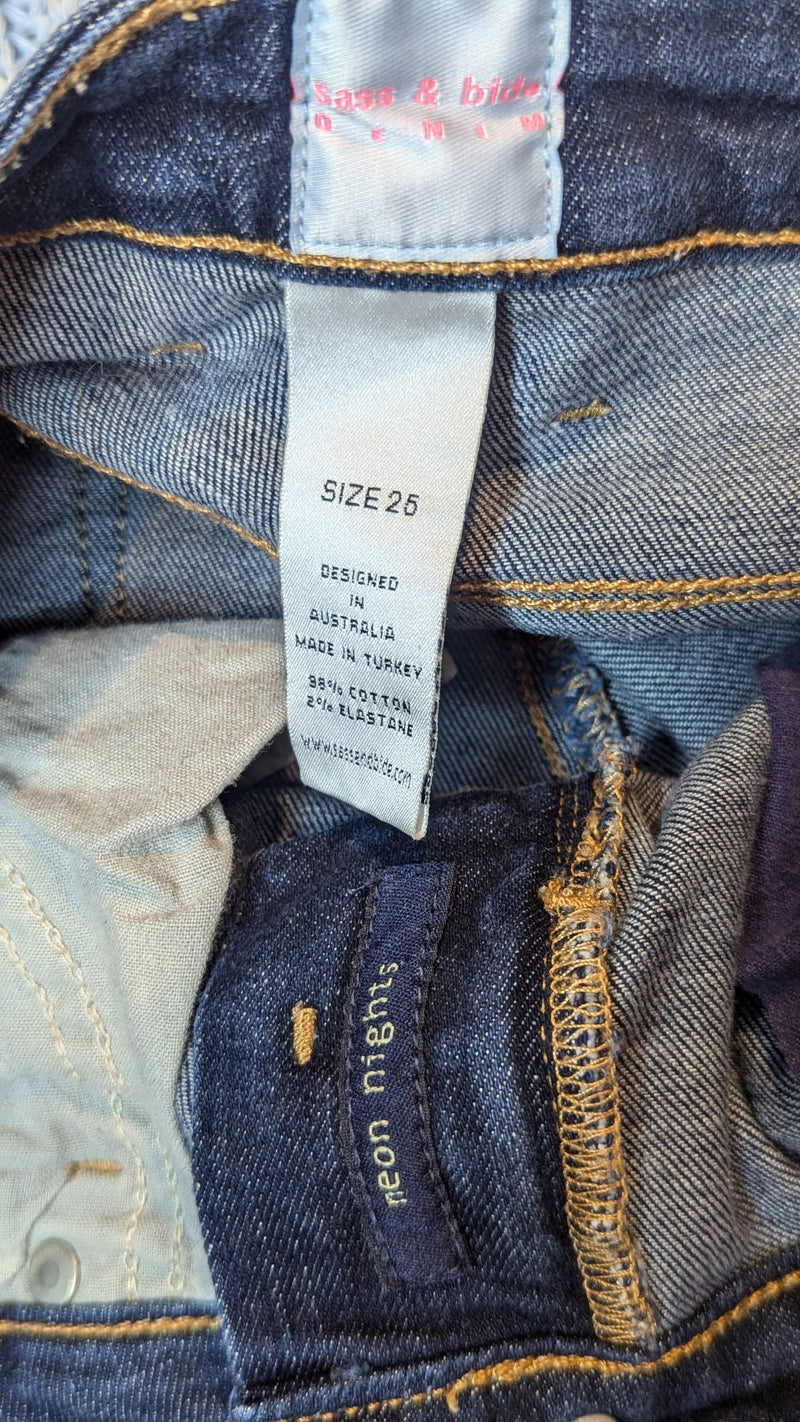 sass & bide
DENIM
SIZE 25
DESIGNED
IN
AUSTRALIA
MADE IN TURKEY
98% COTTON
2% ELASTANE
www.sassandbide.com
neon nights